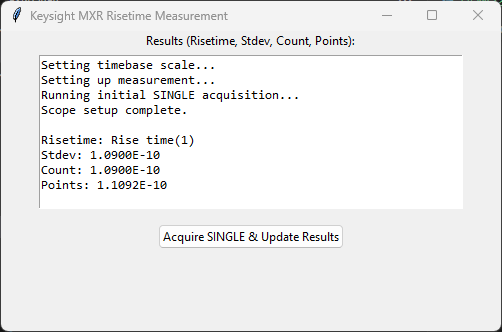 Keysight MXR Risetime Measurement
Results (Risetime, Stdev, Count, Points):
Setting timebase scale...
Setting up measurement...
Running initial SINGLE acquisition...
Scope setup complete.
Risetime: Rise time(1)
Stdev: 1.0900E-10
Count: 1.0900E-10
Points: 1.1092E-10
Acquire SINGLE & Update Results